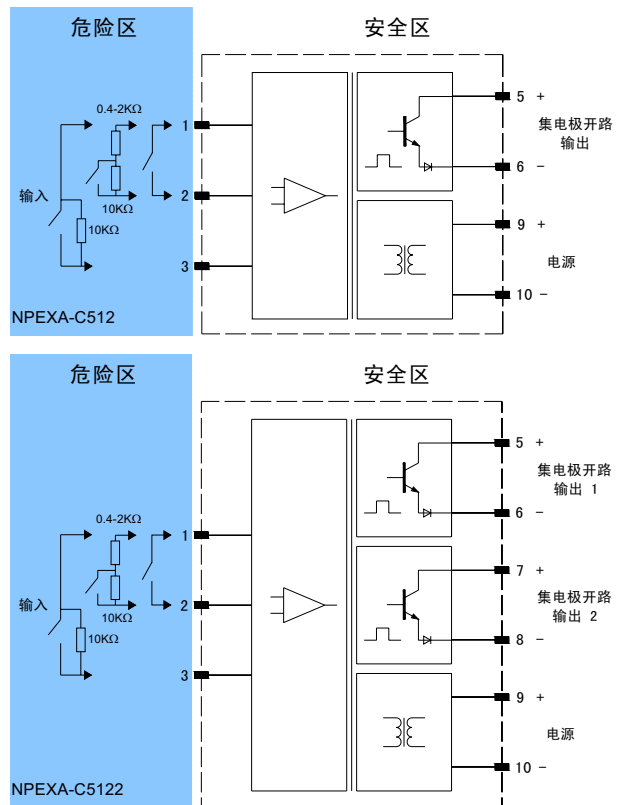 危险区
安全区
0.4-2KΩ
1
5 +
集电极开路
输出
6 -
输入
2
10KΩ
9 +
10KΩ
电源
3
10 -
NPEXA-C512
危险区
安全区
5 +
集电极开路
输出 1
6 -
0.4-2KΩ
1
7 +
集电极开路
输出 2
输入
2
10KΩ
8 -
10KΩ
3
9 +
电源
10 -
NPEXA-C5122